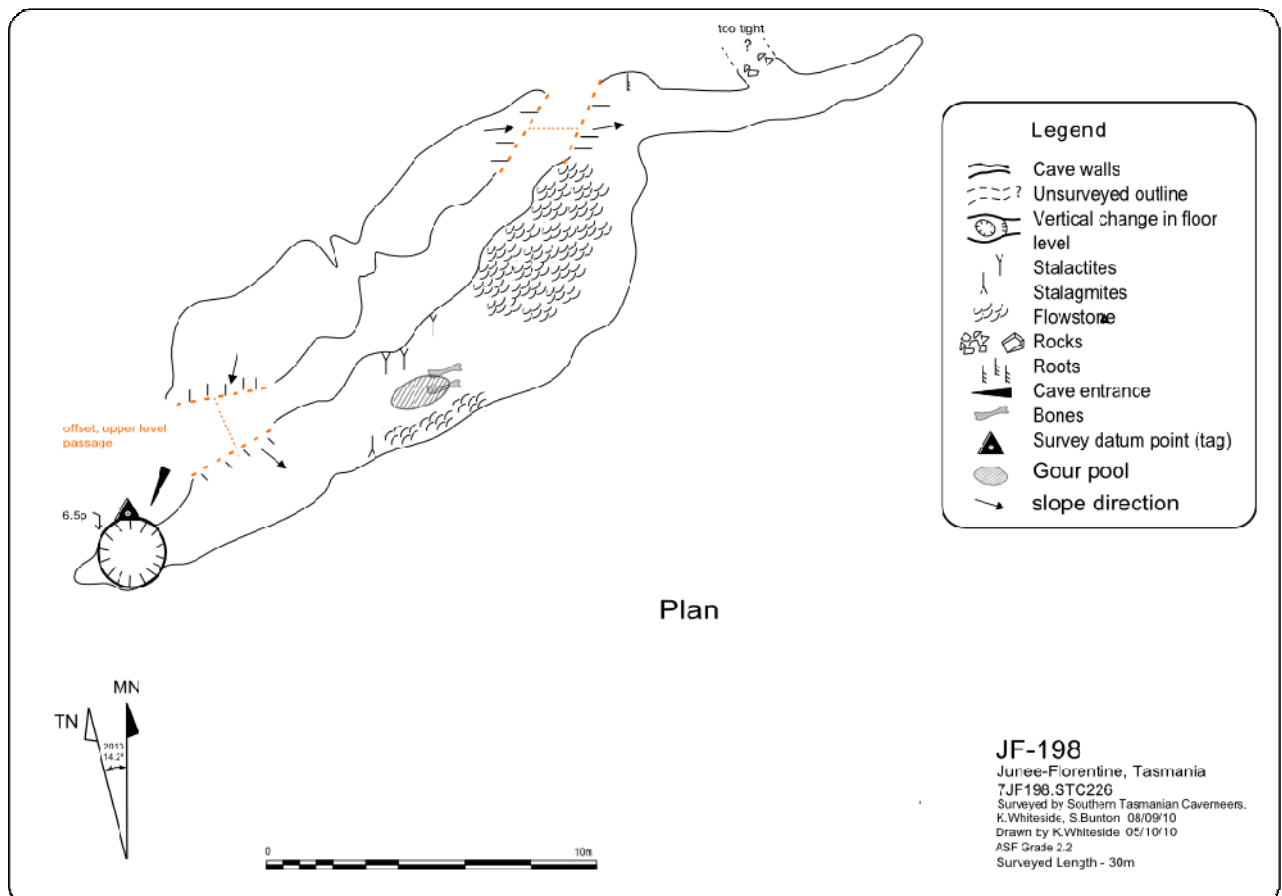 too tight
?
Legend
Cave walls
Unsurveyed outline
?
Vertical change in floor
level
Stalactites
Stalagmites
Flowstone
Rocks
Roots
Cave entrance
Bones
Survey datum point (tag)
Gour pool
slope direction
offset, upper level
passage
6.5p
Plan
MN
TN
2010
14.2°
0
10m
JF-198
Junee-Florentine, Tasmania
7JF198.STC226
Surveyed by Southern Tasmanian Caverneers.
K.Whiteside, S.Bunton 08/09/10
Drawn by K.Whiteside 05/10/10
ASF Grade 2.2
Surveyed Length - 30m